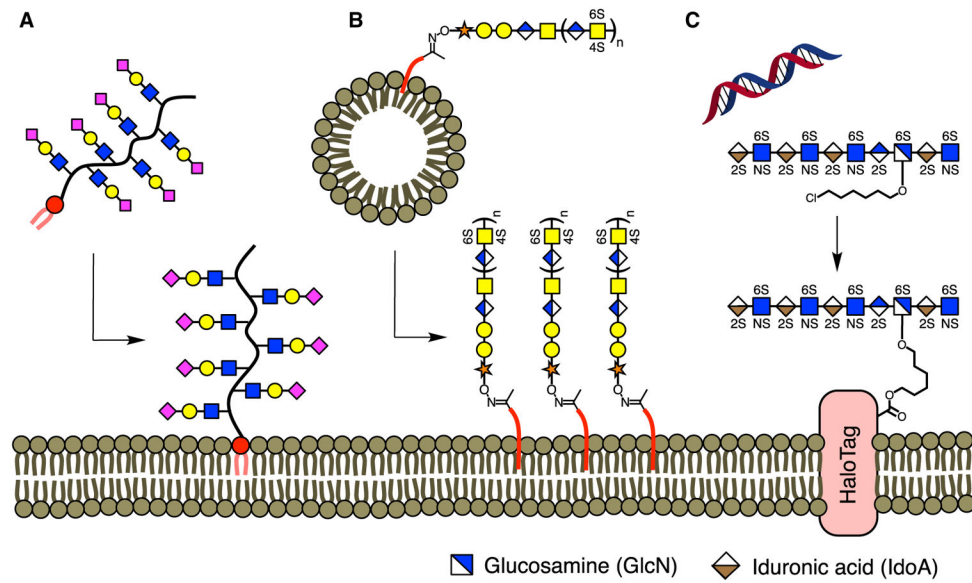 A
B
C
N
O
6S
4S
n
6S 6S 6S 6S
2S NS 2S NS 2S NS 2S 2S NS
Cl
O
n n n
6S 4S 6S 4S 6S 4S
6S 6S 6S 6S
2S NS 2S NS 2S NS 2S 2S NS
O
O
O
O N O N O N
HaloTag
Glucosamine (GlcN)
Iduronic acid (IdoA)